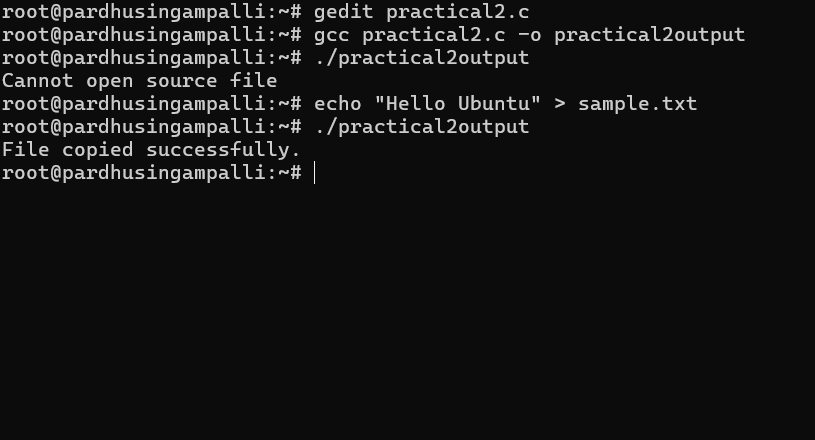 root@pardhusingampalli:~# gedit practical2.c
root@pardhusingampalli:~# gcc practical2.c -o practical2output
root@pardhusingampalli:~# ./practical2output
Cannot open source file
root@pardhusingampalli:~# echo "Hello Ubuntu" > sample.txt
root@pardhusingampalli:~# ./practical2output
File copied successfully.
root@pardhusingampalli:~#